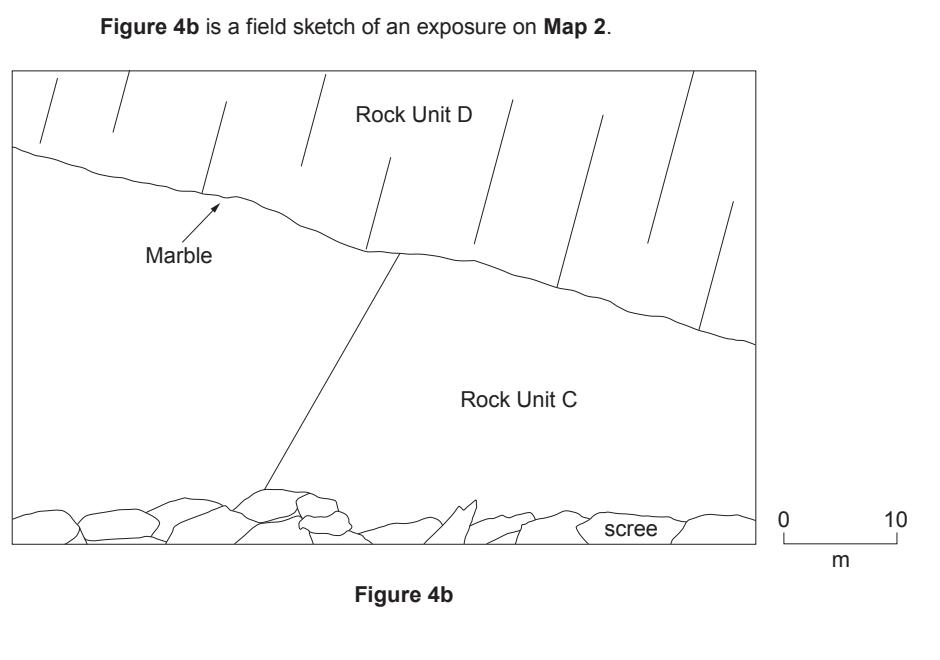 Figure 4b is a field sketch of an exposure on Map 2.
Rock Unit D
Marble
Rock Unit C
scree
0 10
m
Figure 4b